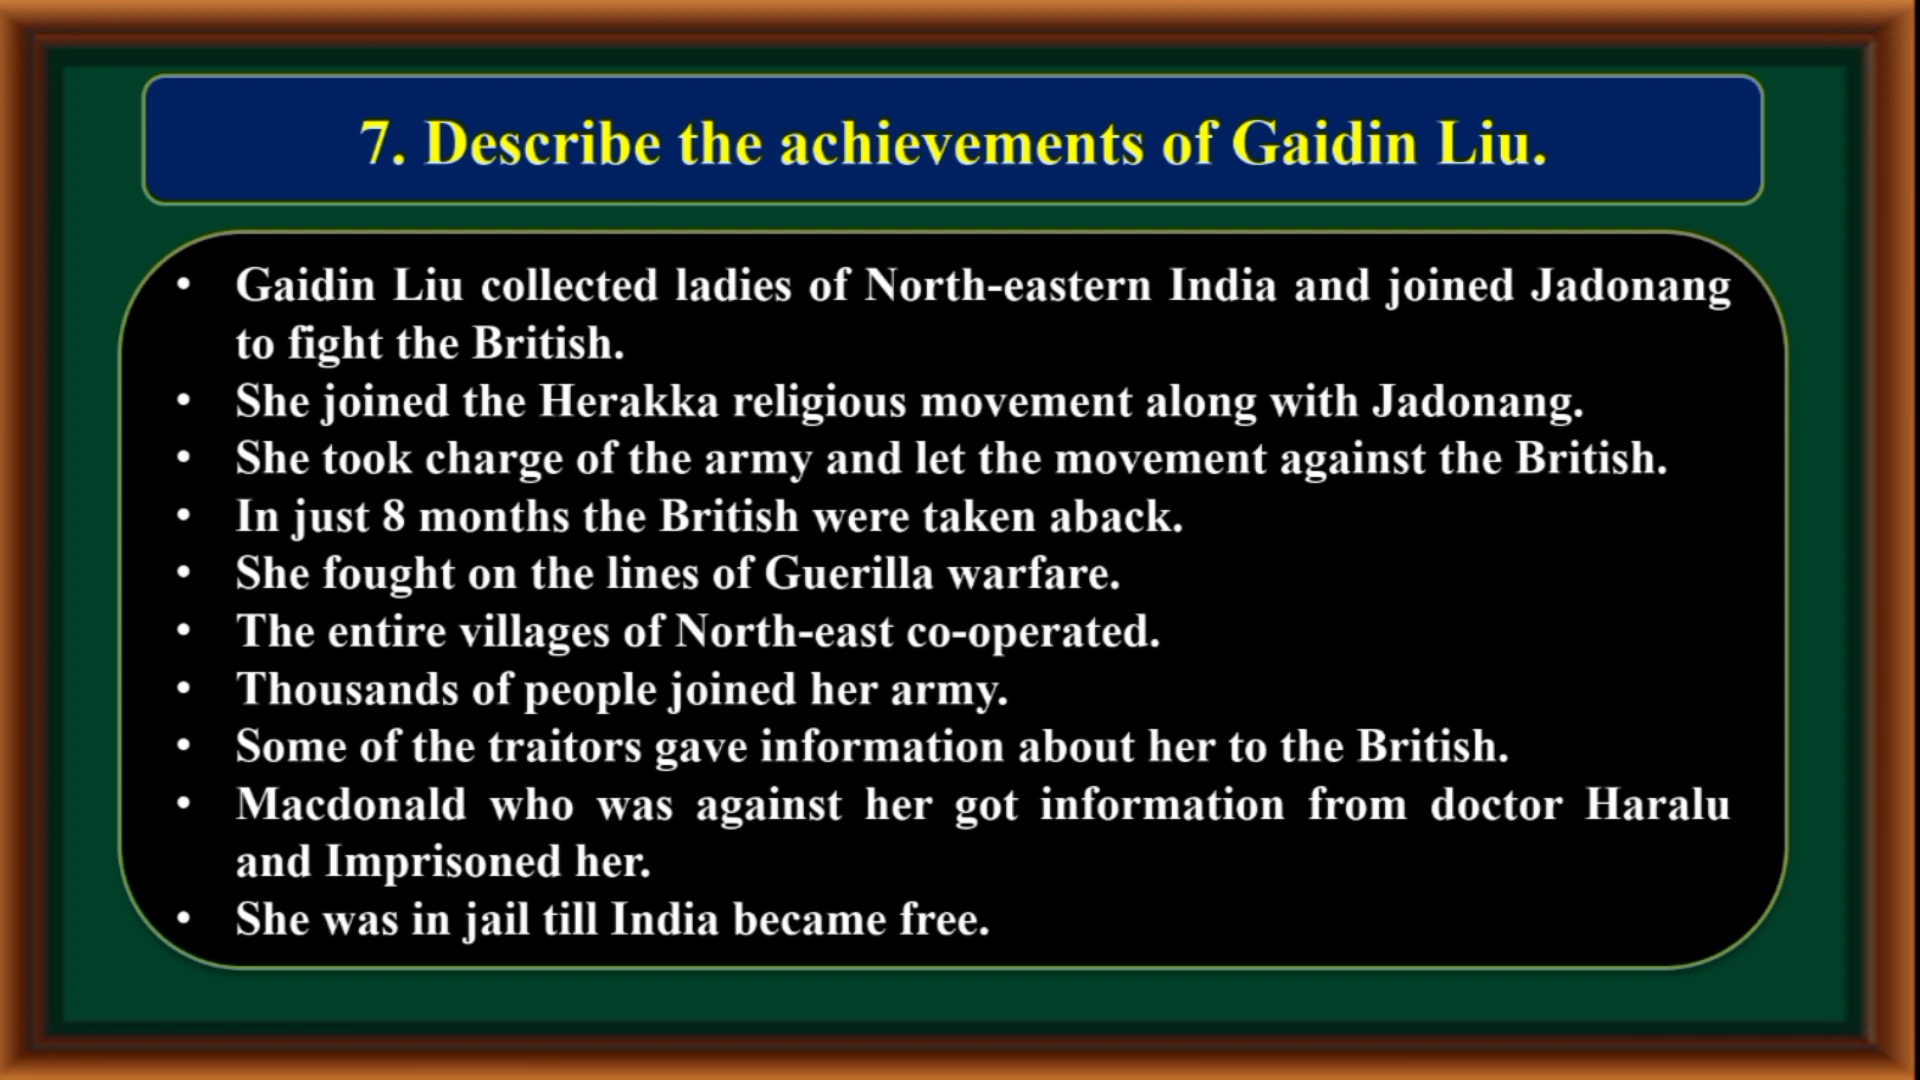 7. Describe the achievements of Gaidin Liu.
• Gaidin Liu collected ladies of North-eastern India and joined Jadonang
to fight the British.
• She joined the Herakka religious movement along with Jadonang.
• She took charge of the army and let the movement against the British.
• In just 8 months the British were taken aback.
• She fought on the lines of Guerilla warfare.
• The entire villages of North-east co-operated.
• Thousands of people joined her army.
• Some of the traitors gave information about her to the British.
• Macdonald who was against her got information from doctor Haralu
and Imprisoned her.
• She was in jail till India became free.